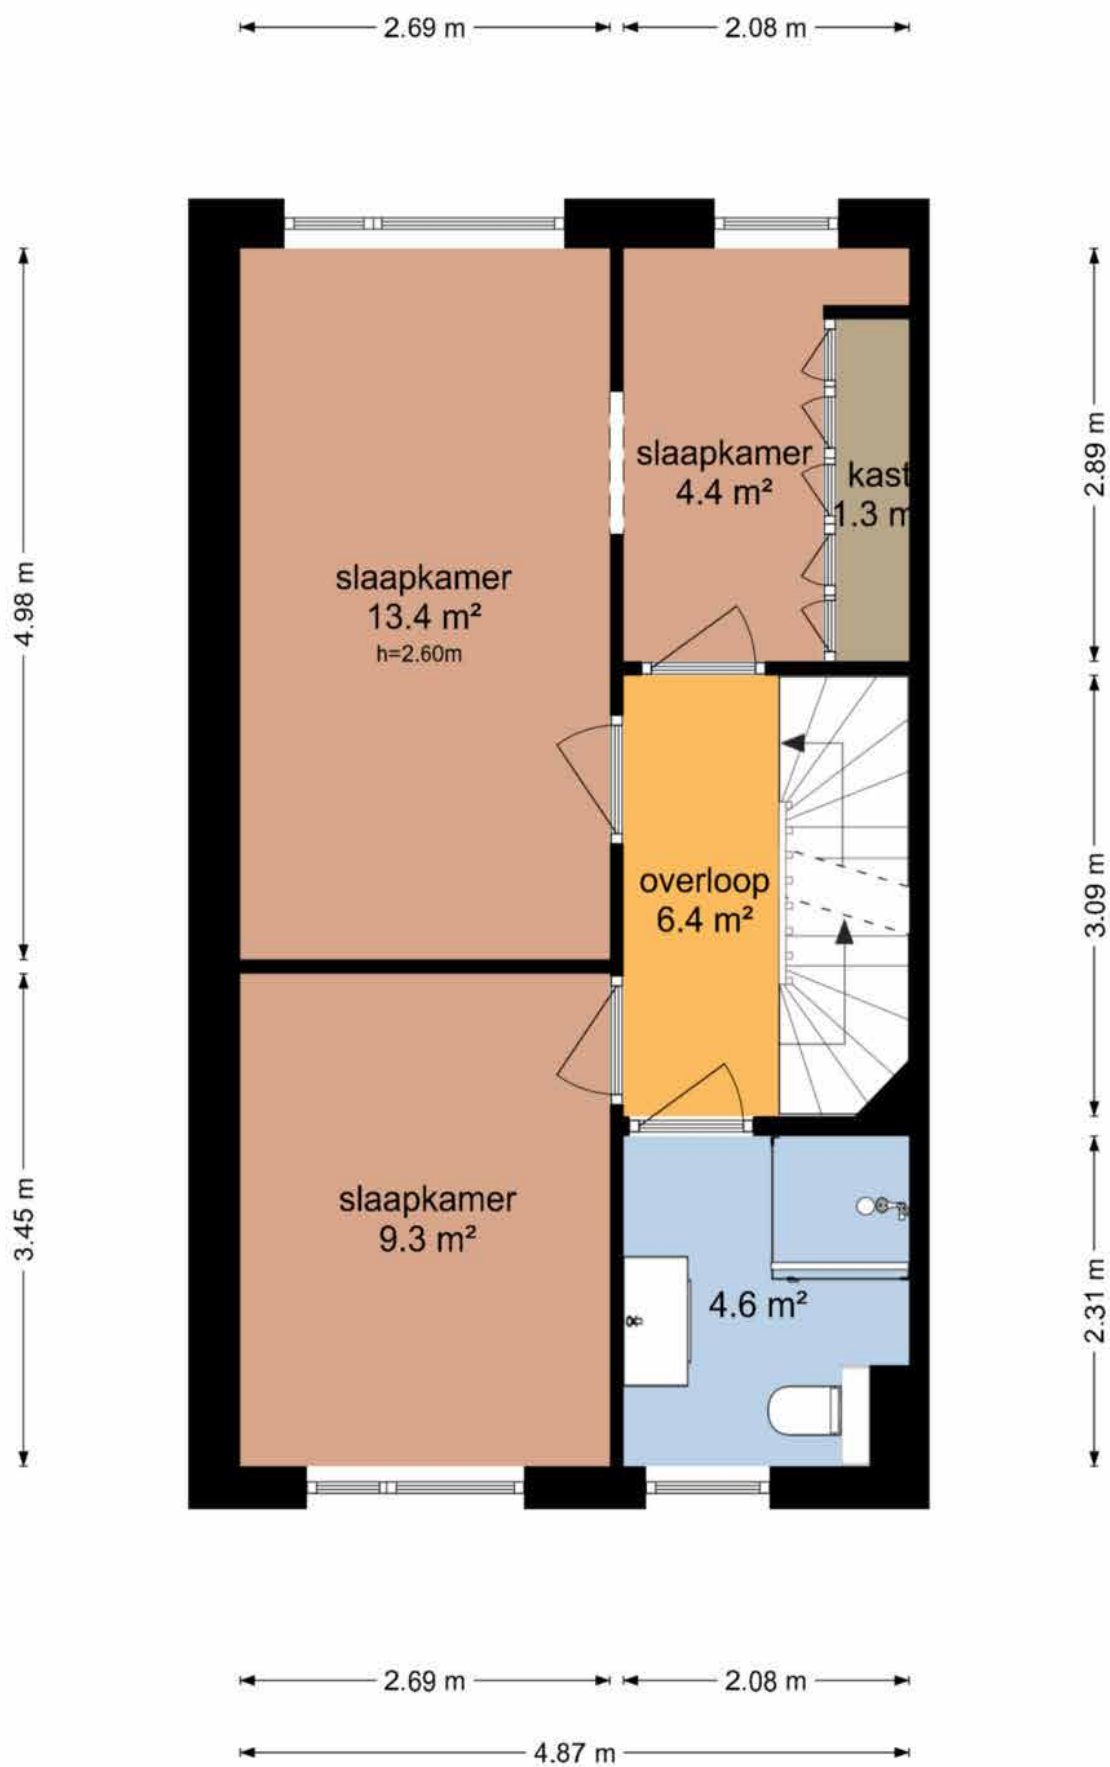 2.69 m
2.08 m
slaapkamer
4.4 m²
kast
1.3 m
2.89 m
4.98 m
slaapkamer
13.4 m²
h=2.60m
overloop
6.4 m²
3.09 m
slaapkamer
9.3 m²
3.45 m
4.6 m²
2.31 m
2.69 m
2.08 m
4.87 m